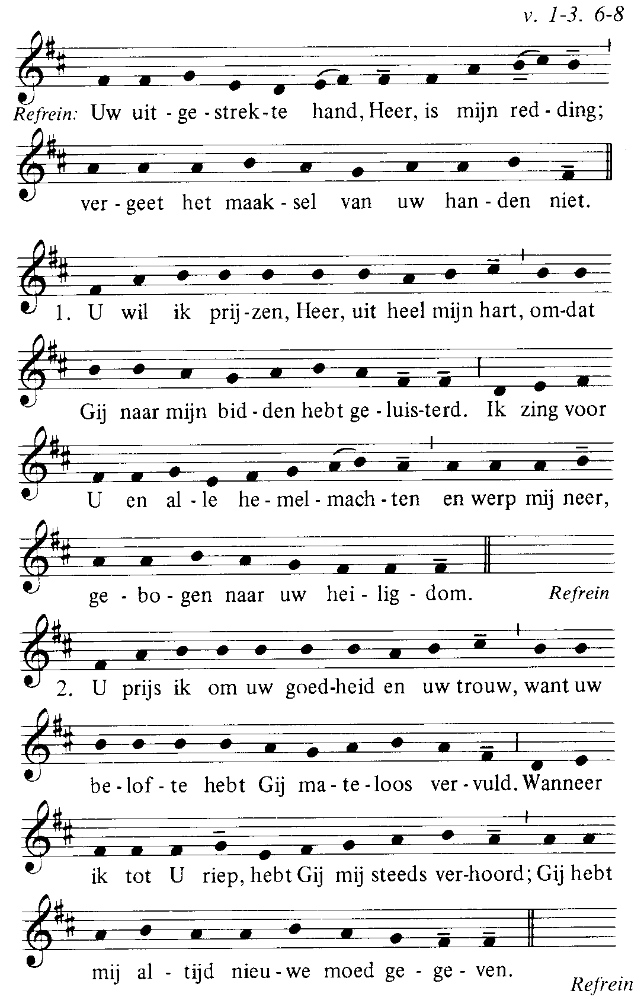 v. 1-3. 6-8
Refrein: Uw uit - ge - strek - te hand, Heer, is mijn red - ding;
ver - geet het maak - sel van uw han - den niet.
1. U wil ik prij - zen, Heer, uit heel mijn hart, om-dat
Gij naar mijn bid - den hebt ge - luis-terd. Ik zing voor
U en al - le he - mel - mach - ten en werp mij neer,
ge - bo - gen naar uw hei - lig - dom. Refrein
2. U prijs ik om uw goed-heid en uw trouw, want uw
be - lof - te hebt Gij ma - te - loos ver - vuld. Wanneer
ik tot U riep, hebt Gij mij steeds ver-hoord; Gij hebt
mij al - tijd nieu - we moed ge - ge - ven.
Refrein